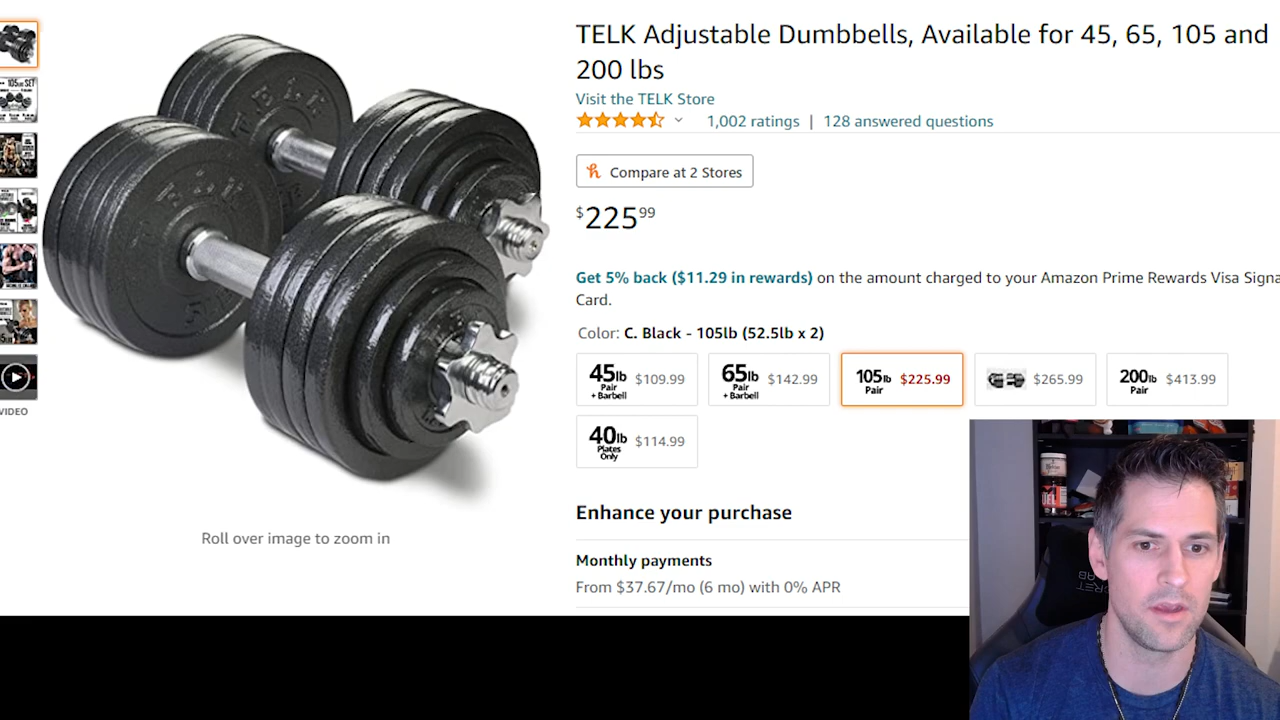 TELK Adjustable Dumbbells, Available for 45, 65, 105 and
200 lbs
Visit the TELK Store
1,002 ratings | 128 answered questions
Compare at 2 Stores
$225.99
Get 5% back ($11.29 in rewards) on the amount charged to your Amazon Prime Rewards Visa Signa
Card.
Color: C. Black - 105lb (52.5lb x 2)
45lb Pair + Barbell $109.99
65lb Pair + Barbell $142.99
105lb Pair $225.99
$265.99
200lb Pair $413.99
40lb Plates Only $114.99
Enhance your purchase
Monthly payments
From $37.67/mo (6 mo) with 0% APR
Roll over image to zoom in
VIDEO
TELK
TELK